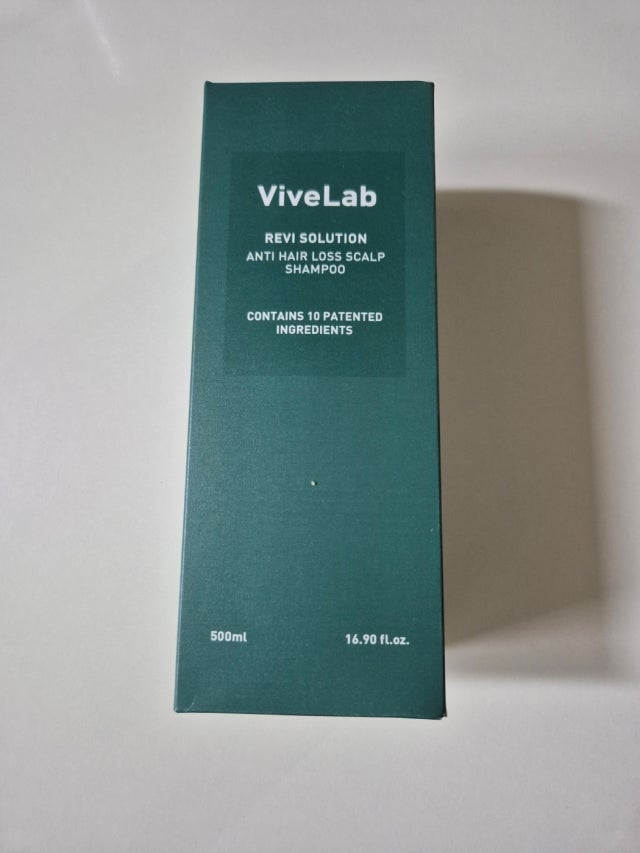 ViveLab
REVI SOLUTION
ANTI HAIR LOSS SCALP
SHAMPOO
CONTAINS 10 PATENTED
INGREDIENTS
500ml 16.90 fl.oz.